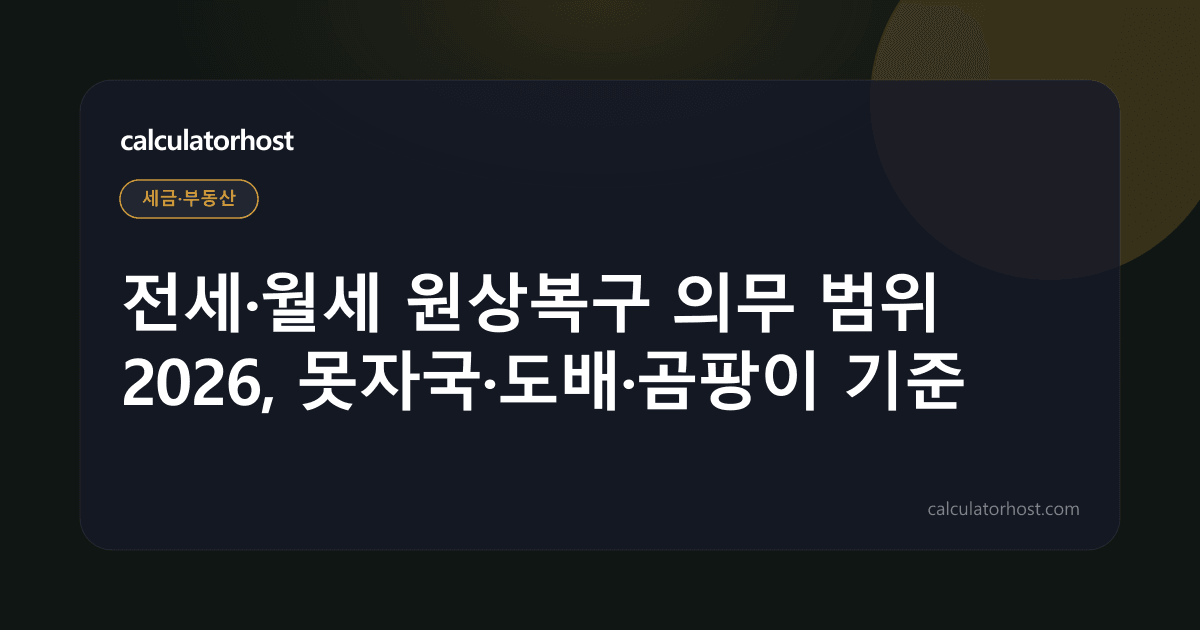 calculatorhost
세금·부동산
전세·월세 원상복구 의무 범위
2026, 못자국·도배·곰팡이 기준
calculatorhost.com